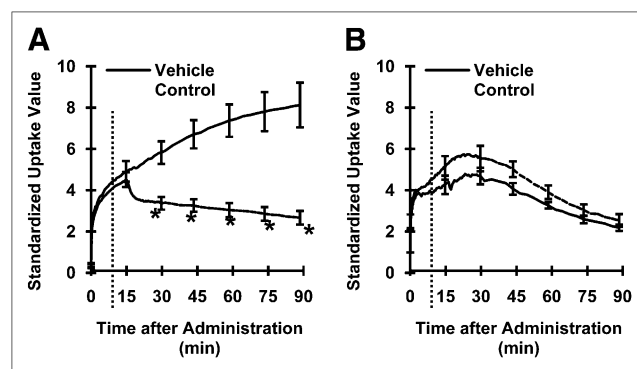 A
B
Vehicle
Control
Vehicle
Control
Standardized Uptake Value
Standardized Uptake Value
10
8
6
4
2
0
10
8
6
4
2
0
* * * * *
0 15 30 45 60 75 90
0 15 30 45 60 75 90
Time after Administration
(min)
Time after Administration
(min)